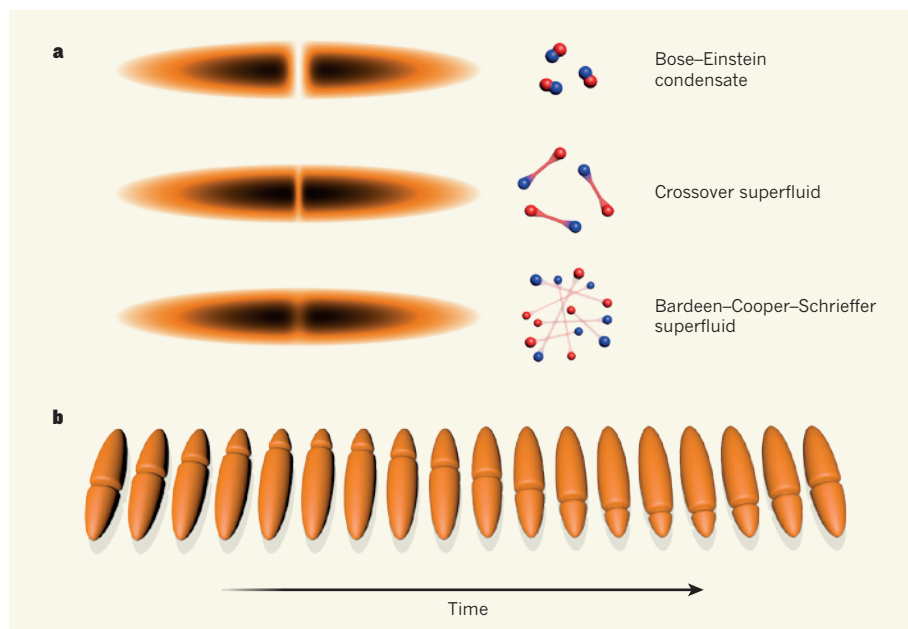 a
Bose–Einstein
condensate
Crossover superfluid
Bardeen–Cooper–Schrieffer
superfluid
b
Time